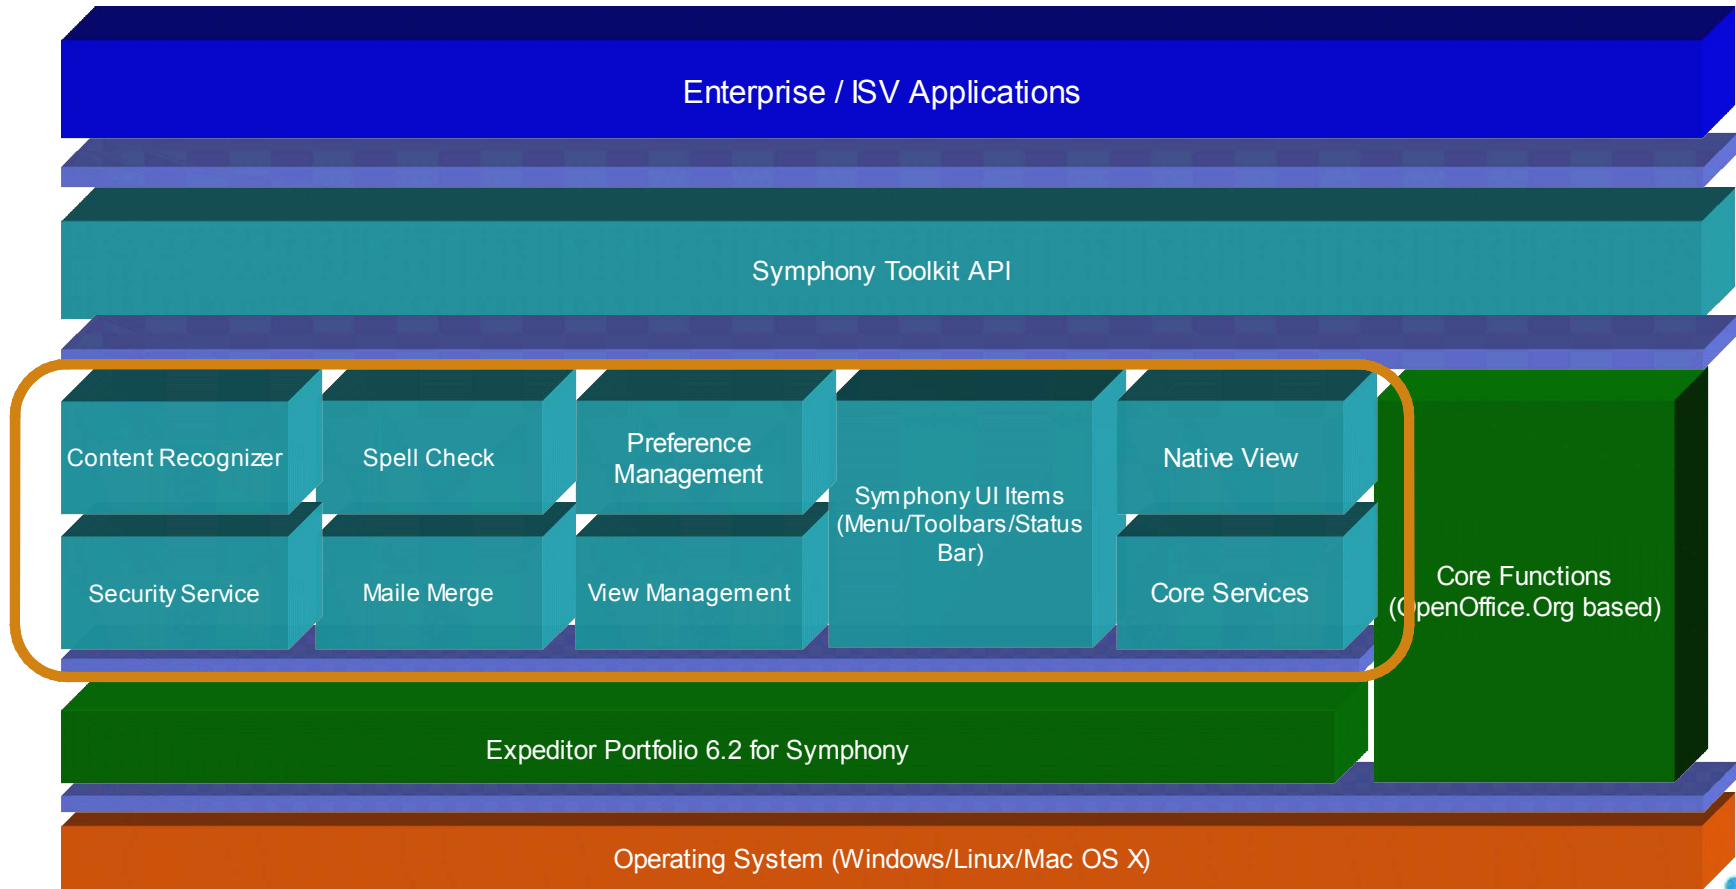 Enterprise / ISV Applications
Symphony Toolkit API
Content Recognizer
Spell Check
Preference
Management
Symphony UI Items
(Menu/Toolbars/Status
Bar)
Native View
Security Service
Maile Merge
View Management
Core Services
Core Functions
(OpenOffice.Org based)
Expeditor Portfolio 6.2 for Symphony
Operating System (Windows/Linux/Mac OS X)